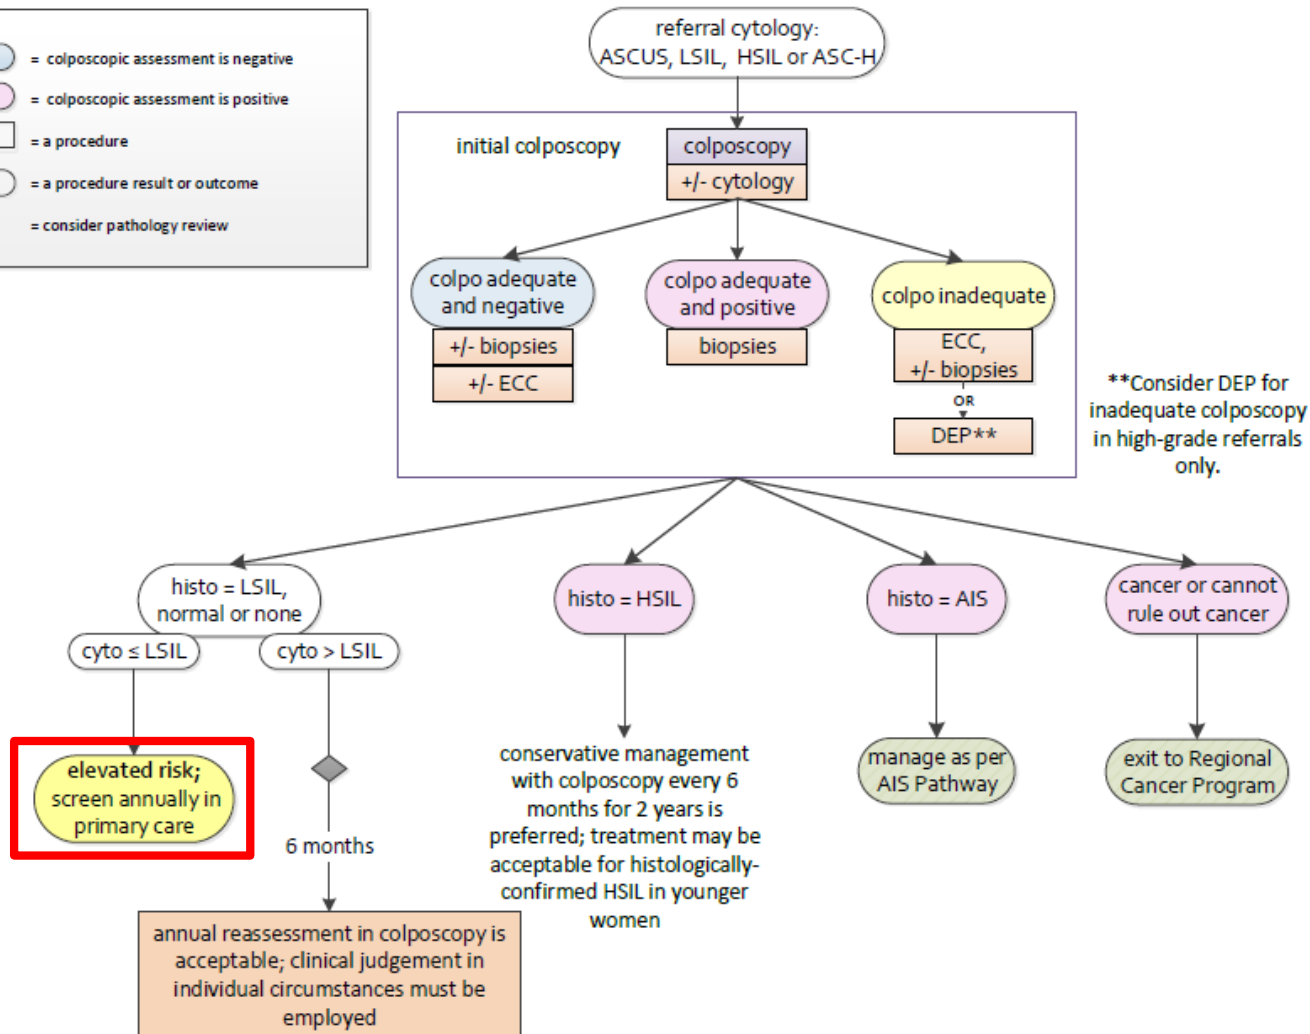 = colposcopic assessment is negative
= colposcopic assessment is positive
= a procedure
= a procedure result or outcome
= consider pathology review
referral cytology:
ASCUS, LSIL, HSIL or ASC-H
initial colposcopy
colposcopy
+/- cytology
colpo adequate
and negative
+/- biopsies
+/- ECC
colpo adequate
and positive
biopsies
colpo inadequate
ECC,
+/- biopsies
OR
DEP**
**Consider DEP for
inadequate colposcopy
in high-grade referrals
only.
histo = LSIL,
normal or none
cyto ≤ LSIL
cyto > LSIL
histo = HSIL
histo = AIS
cancer or cannot
rule out cancer
elevated risk;
screen annually in
primary care
6 months
annual reassessment in colposcopy is
acceptable; clinical judgement in
individual circumstances must be
employed
conservative management
with colposcopy every 6
months for 2 years is
preferred; treatment may be
acceptable for histologically-
confirmed HSIL in younger
women
manage as per
AIS Pathway
exit to Regional
Cancer Program